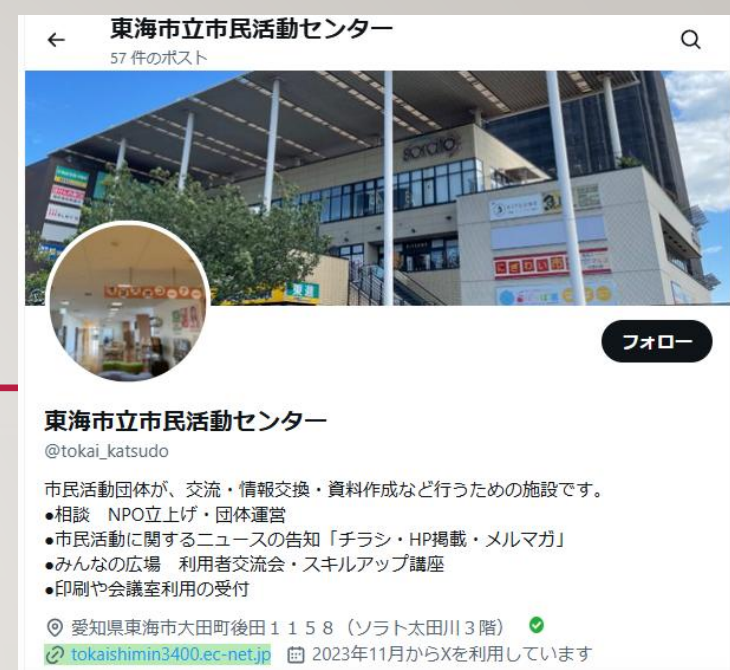 東海市立市民活動センター
57 件のポスト
soralto
にぎわい市場
東進
フォロー
東海市立市民活動センター
@tokai_katsudo
市民活動団体が、交流・情報交換・資料作成など行うための施設です。
●相談　NPO立上げ・団体運営
●市民活動に関するニュースの告知「チラシ・HP掲載・メルマガ」
●みんなの広場　利用者交流会・スキルアップ講座
●印刷や会議室利用の受付
愛知県東海市大田町後田１１５８（ソラト太田川３階）
tokaishimin3400.ec-net.jp 2023年11月からXを利用しています